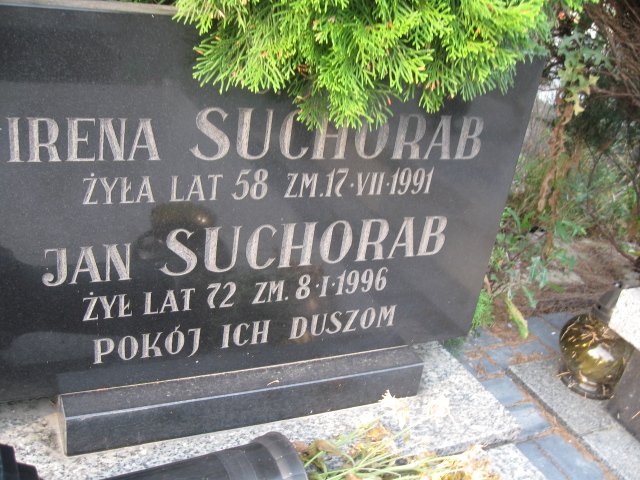 IRENA SUCHORAB
ŻYŁA LAT 58 ZM. 17·VII·1991
JAN SUCHORAB
ŻYŁ LAT 72 ZM. 8·I·1996
POKÓJ ICH DUSZOM